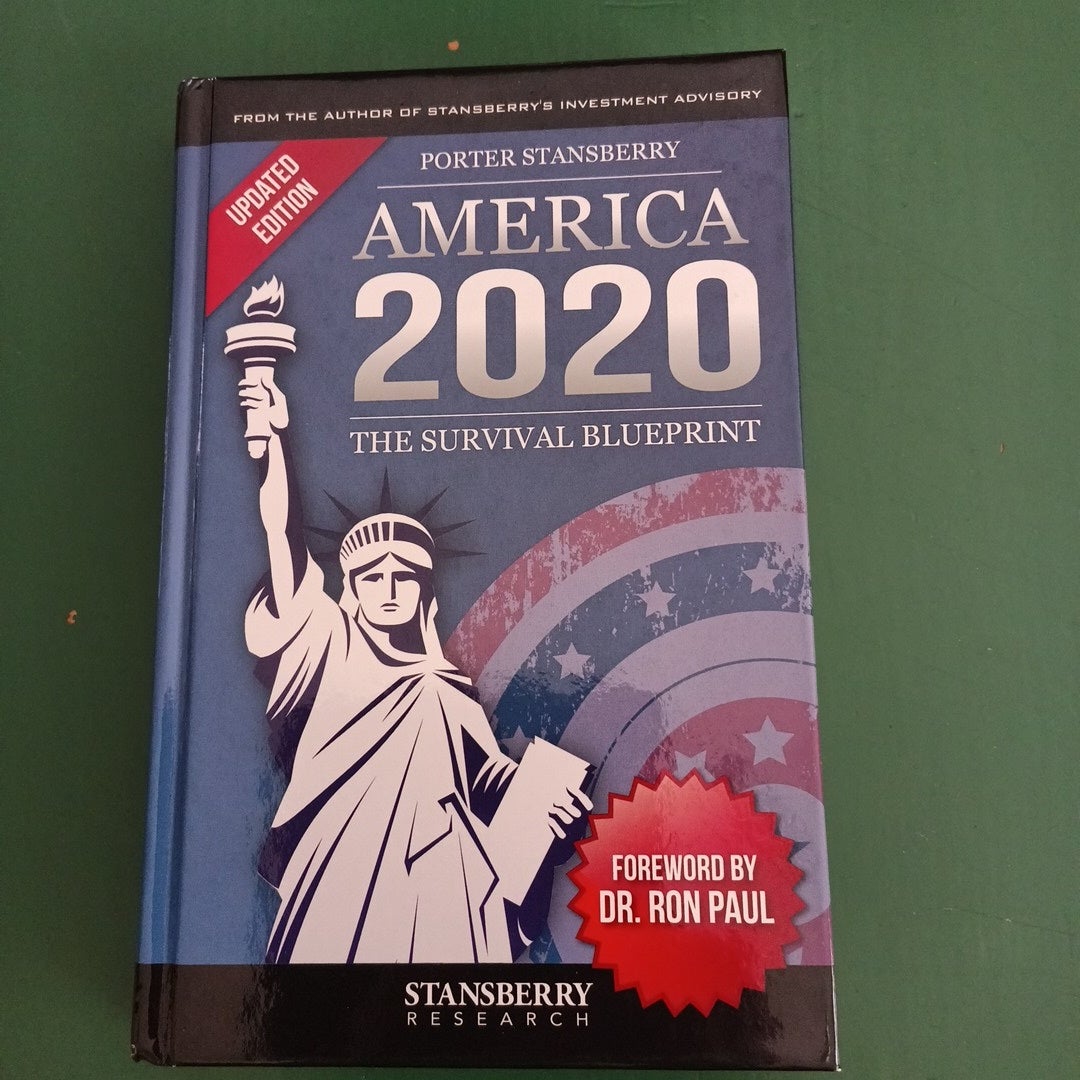 FROM THE AUTHOR OF STANSBERRY'S INVESTMENT ADVISORY
UPDATED
EDITION
PORTER STANSBERRY
AMERICA
2020
THE SURVIVAL BLUEPRINT
FOREWORD BY
DR. RON PAUL
STANSBERRY
RESEARCH